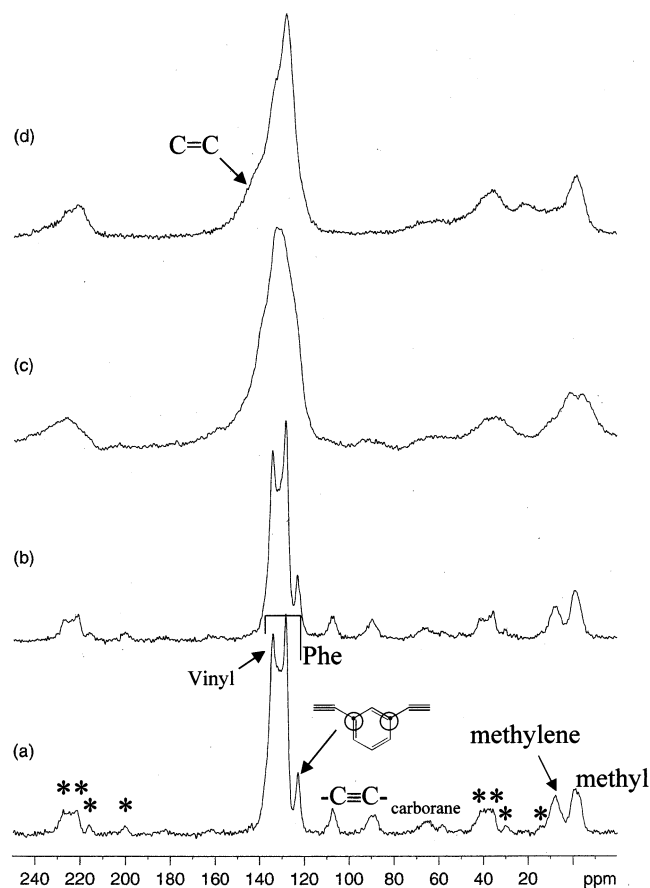 (d)
C=C
(c)
(b)
Vinyl
Phe
(a)
methylene
methyl
-C≡C-
carborane
** * * ** * *
240 220 200 180 160 140 120 100 80 60 40 20 ppm